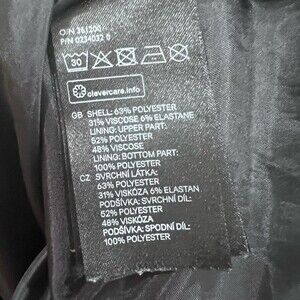 O/N 361200
P/N 0234032 0
30
clevercare.info
GB SHELL: 63% POLYESTER
31% VISCOSE 6% ELASTANE
LINING: UPPER PART:
52% POLYESTER
48% VISCOSE
LINING: BOTTOM PART:
100% POLYESTER
CZ SVRCHNÍ LÁTKA:
63% POLYESTER
31% VISKÓZA 6% ELASTAN
PODŠÍVKA: SVRCHNÍ DÍL:
52% POLYESTER
48% VISKÓZA
PODŠÍVKA: SPODNÍ DÍL:
100% POLYESTER